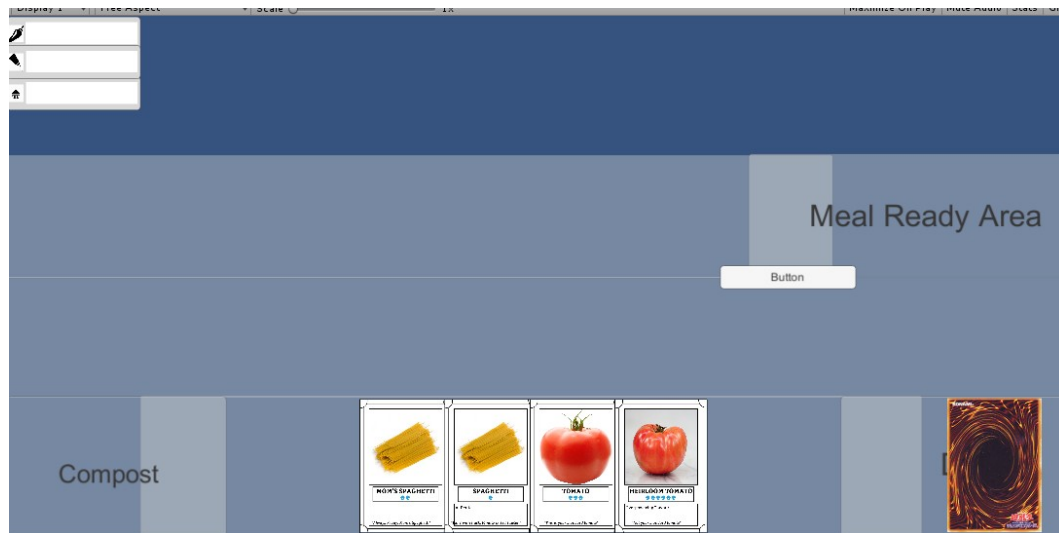 Display 1
Free Aspect
Scale
1x
Maximize On Play
Mute Audio
Stats
Meal Ready Area
Button
Compost
MOM'S SPAGHETTI
SPAGHETTI
TOMATO
HEIRLOOM TOMATO